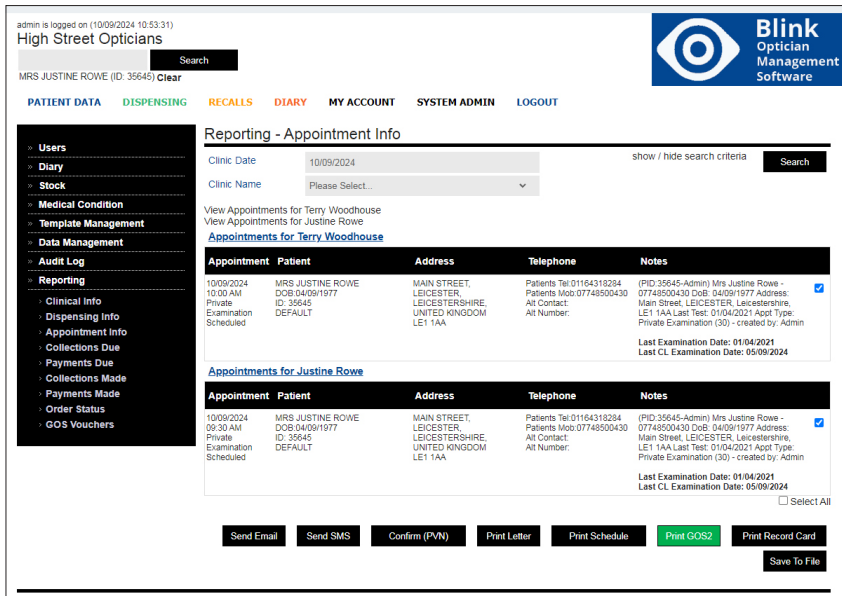 admin is logged on (10/09/2024 10:53:31)
High Street Opticians
Search
MRS JUSTINE ROWE (ID: 35645) Clear
Blink
Optician
Management
Software
PATIENT DATA DISPENSING RECALLS DIARY MY ACCOUNT SYSTEM ADMIN LOGOUT
» Users
» Diary
» Stock
» Medical Condition
» Template Management
» Data Management
» Audit Log
» Reporting
› Clinical Info
› Dispensing Info
› Appointment Info
› Collections Due
› Payments Due
› Collections Made
› Payments Made
› Order Status
› GOS Vouchers
Reporting - Appointment Info
Clinic Date 10/09/2024 show / hide search criteria Search
Clinic Name Please Select...
View Appointments for Terry Woodhouse
View Appointments for Justine Rowe
Appointments for Terry Woodhouse
Appointment Patient Address Telephone Notes
10/09/2024 MRS JUSTINE ROWE MAIN STREET, Patients Tel:01164318284 (PID:35645-Admin) Mrs Justine Rowe -
10:00 AM DOB:04/09/1977 LEICESTER, Patients Mob:07748500430 07748500430 DoB: 04/09/1977 Address:
Private ID: 35645 LEICESTERSHIRE, Alt Contact: Main Street, LEICESTER, Leicestershire,
Examination DEFAULT UNITED KINGDOM Alt Number: LE1 1AA Last Test: 01/04/2021 Appt Type:
Scheduled LE1 1AA Private Examination (30) - created by: Admin
Last Examination Date: 01/04/2021
Last CL Examination Date: 05/09/2024
Appointments for Justine Rowe
Appointment Patient Address Telephone Notes
10/09/2024 MRS JUSTINE ROWE MAIN STREET, Patients Tel:01164318284 (PID:35645-Admin) Mrs Justine Rowe -
09:30 AM DOB:04/09/1977 LEICESTER, Patients Mob:07748500430 07748500430 DoB: 04/09/1977 Address:
Private ID: 35645 LEICESTERSHIRE, Alt Contact: Main Street, LEICESTER, Leicestershire,
Examination DEFAULT UNITED KINGDOM Alt Number: LE1 1AA Last Test: 01/04/2021 Appt Type:
Scheduled LE1 1AA Private Examination (30) - created by: Admin
Last Examination Date: 01/04/2021
Last CL Examination Date: 05/09/2024
Select All
Send Email Send SMS Confirm (PVN) Print Letter Print Schedule Print GOS2 Print Record Card
Save To File